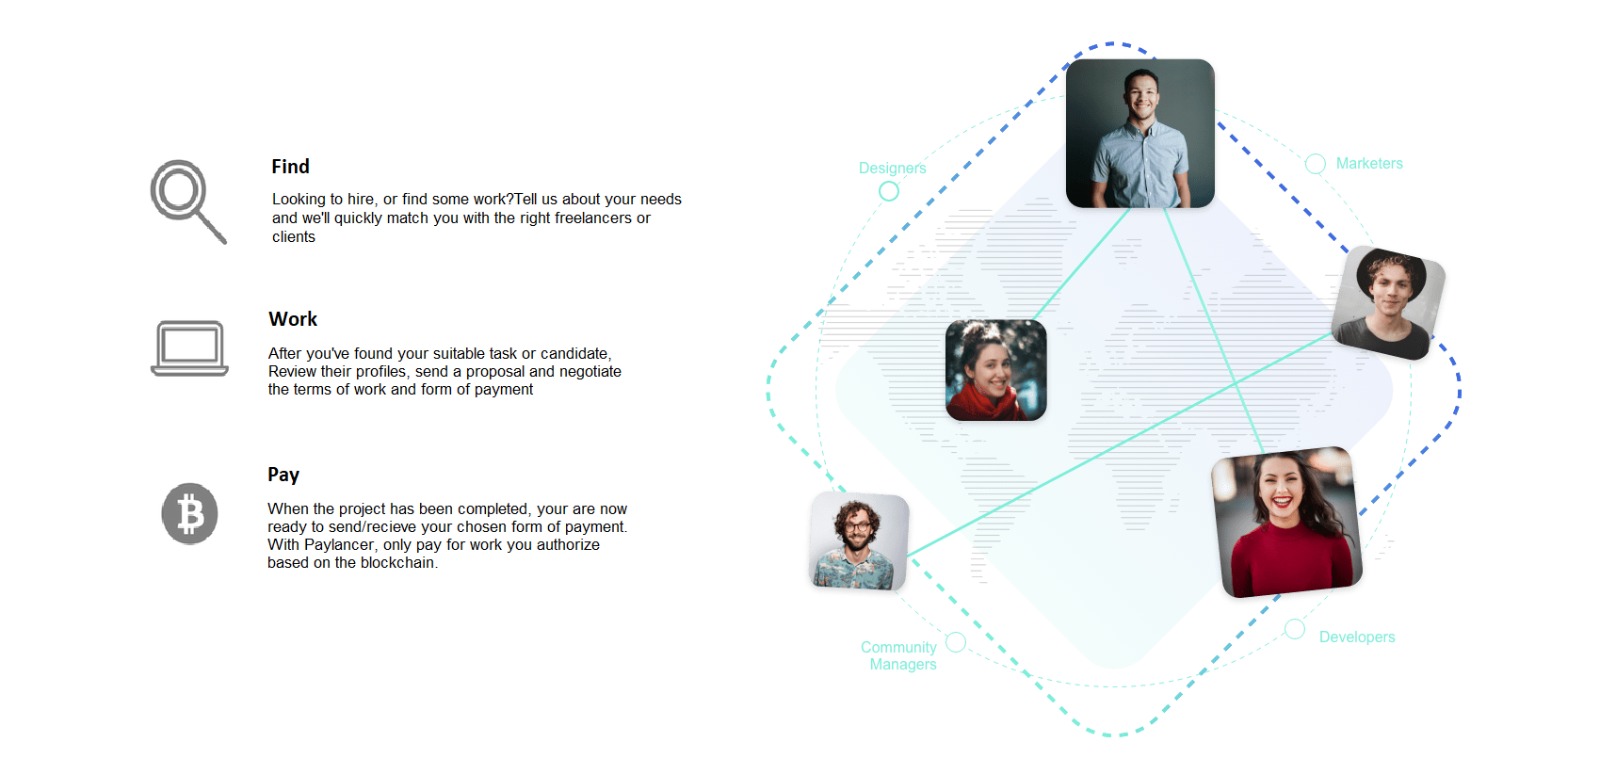 Find
Looking to hire, or find some work?Tell us about your needs
and we'll quickly match you with the right freelancers or
clients
Work
After you've found your suitable task or candidate,
Review their profiles, send a proposal and negotiate
the terms of work and form of payment
Pay
When the project has been completed, your are now
ready to send/recieve your chosen form of payment.
With Paylancer, only pay for work you authorize
based on the blockchain.
Designers
Marketers
Community
Managers
Developers